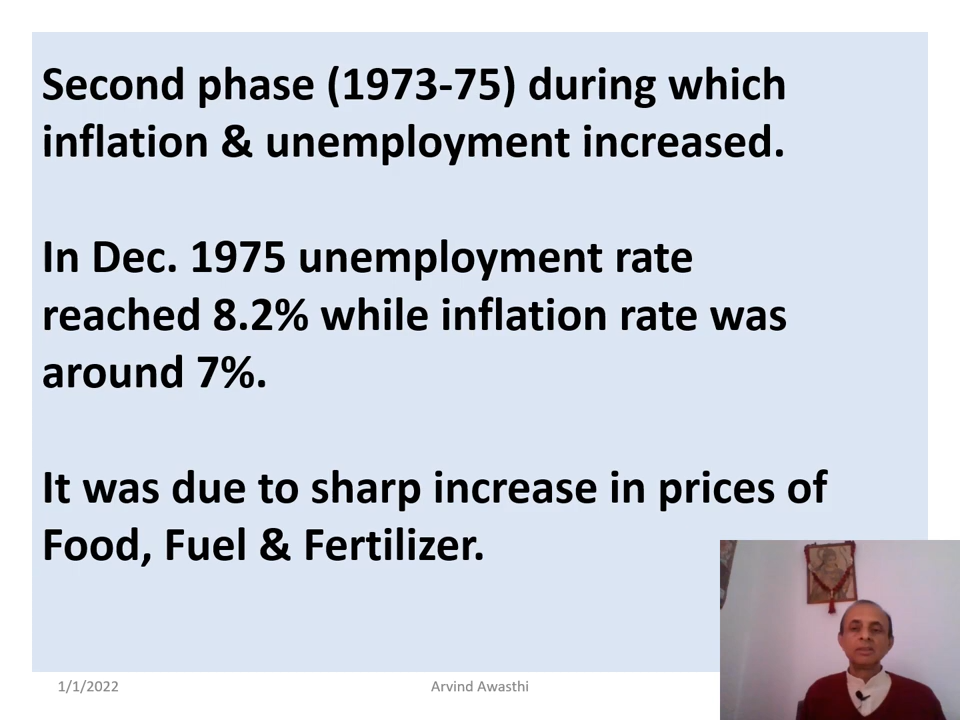 Second phase (1973-75) during which
inflation & unemployment increased.
In Dec. 1975 unemployment rate
reached 8.2% while inflation rate was
around 7%.
It was due to sharp increase in prices of
Food, Fuel & Fertilizer.
1/1/2022
Arvind Awasthi